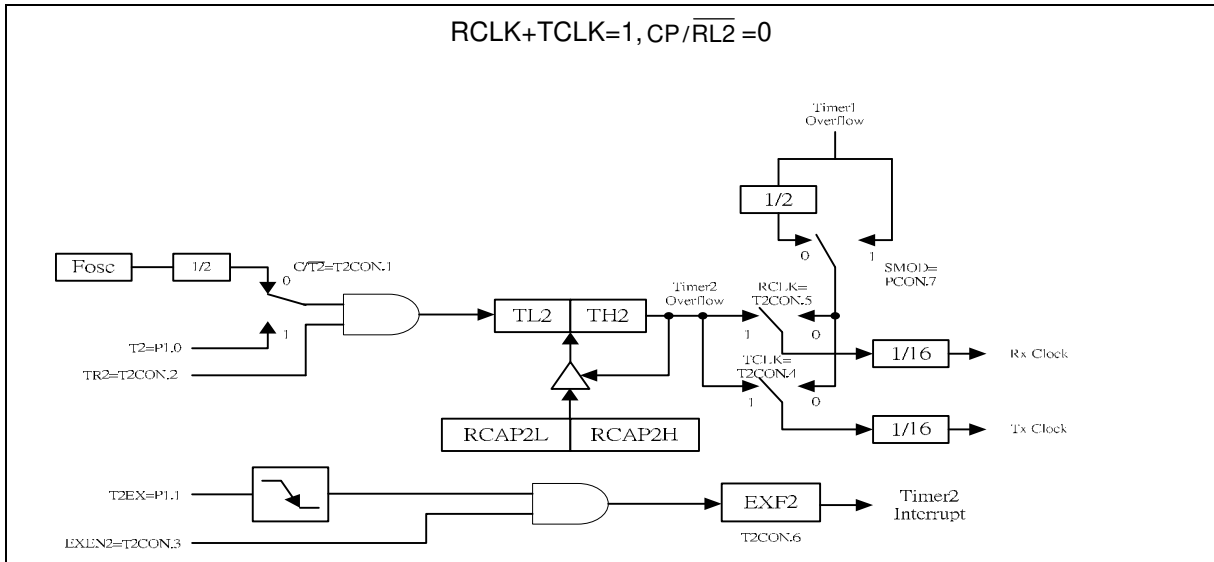 RCLK+TCLK=1, CP/RL2 =0
Timer1
Overflow
1/2
0
1
SMOD=
PCON.7
Fosc
1/2
C/T2=T2CON.1
0
1
T2=P1.0
TR2=T2CON.2
TL2
TH2
Timer2
Overflow
RCLK=
T2CON.5
1
0
1/16
Rx Clock
TCLK=
T2CON.4
1
0
1/16
Tx Clock
RCAP2L
RCAP2H
T2EX=P1.1
EXEN2=T2CON.3
EXF2
T2CON.6
Timer2
Interrupt